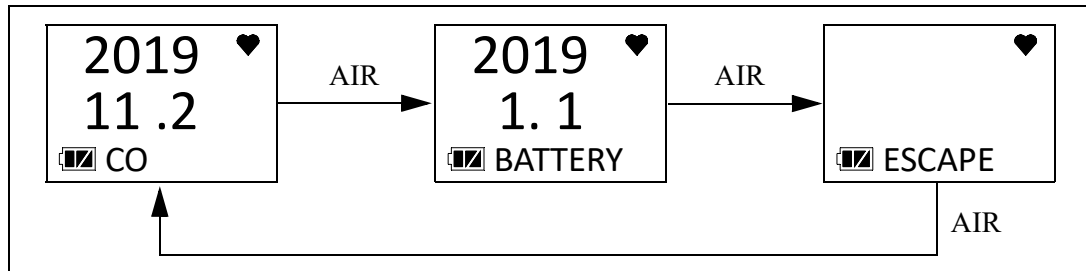 2019
11 .2
CO
AIR
2019
1. 1
BATTERY
AIR
ESCAPE
AIR